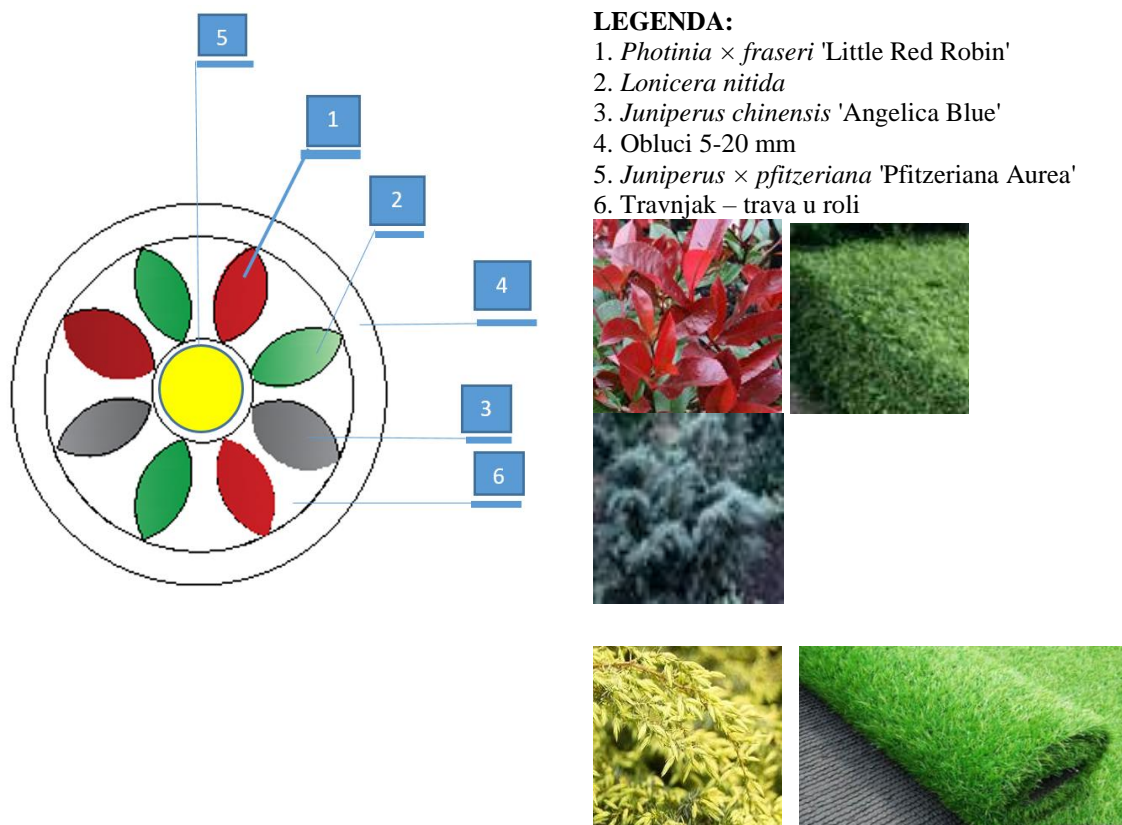 5
1
2
4
3
6
LEGENDA:
1. Photinia × fraseri 'Little Red Robin'
2. Lonicera nitida
3. Juniperus chinensis 'Angelica Blue'
4. Obluci 5-20 mm
5. Juniperus × pfitzeriana 'Pfitzeriana Aurea'
6. Travnjak – trava u roli